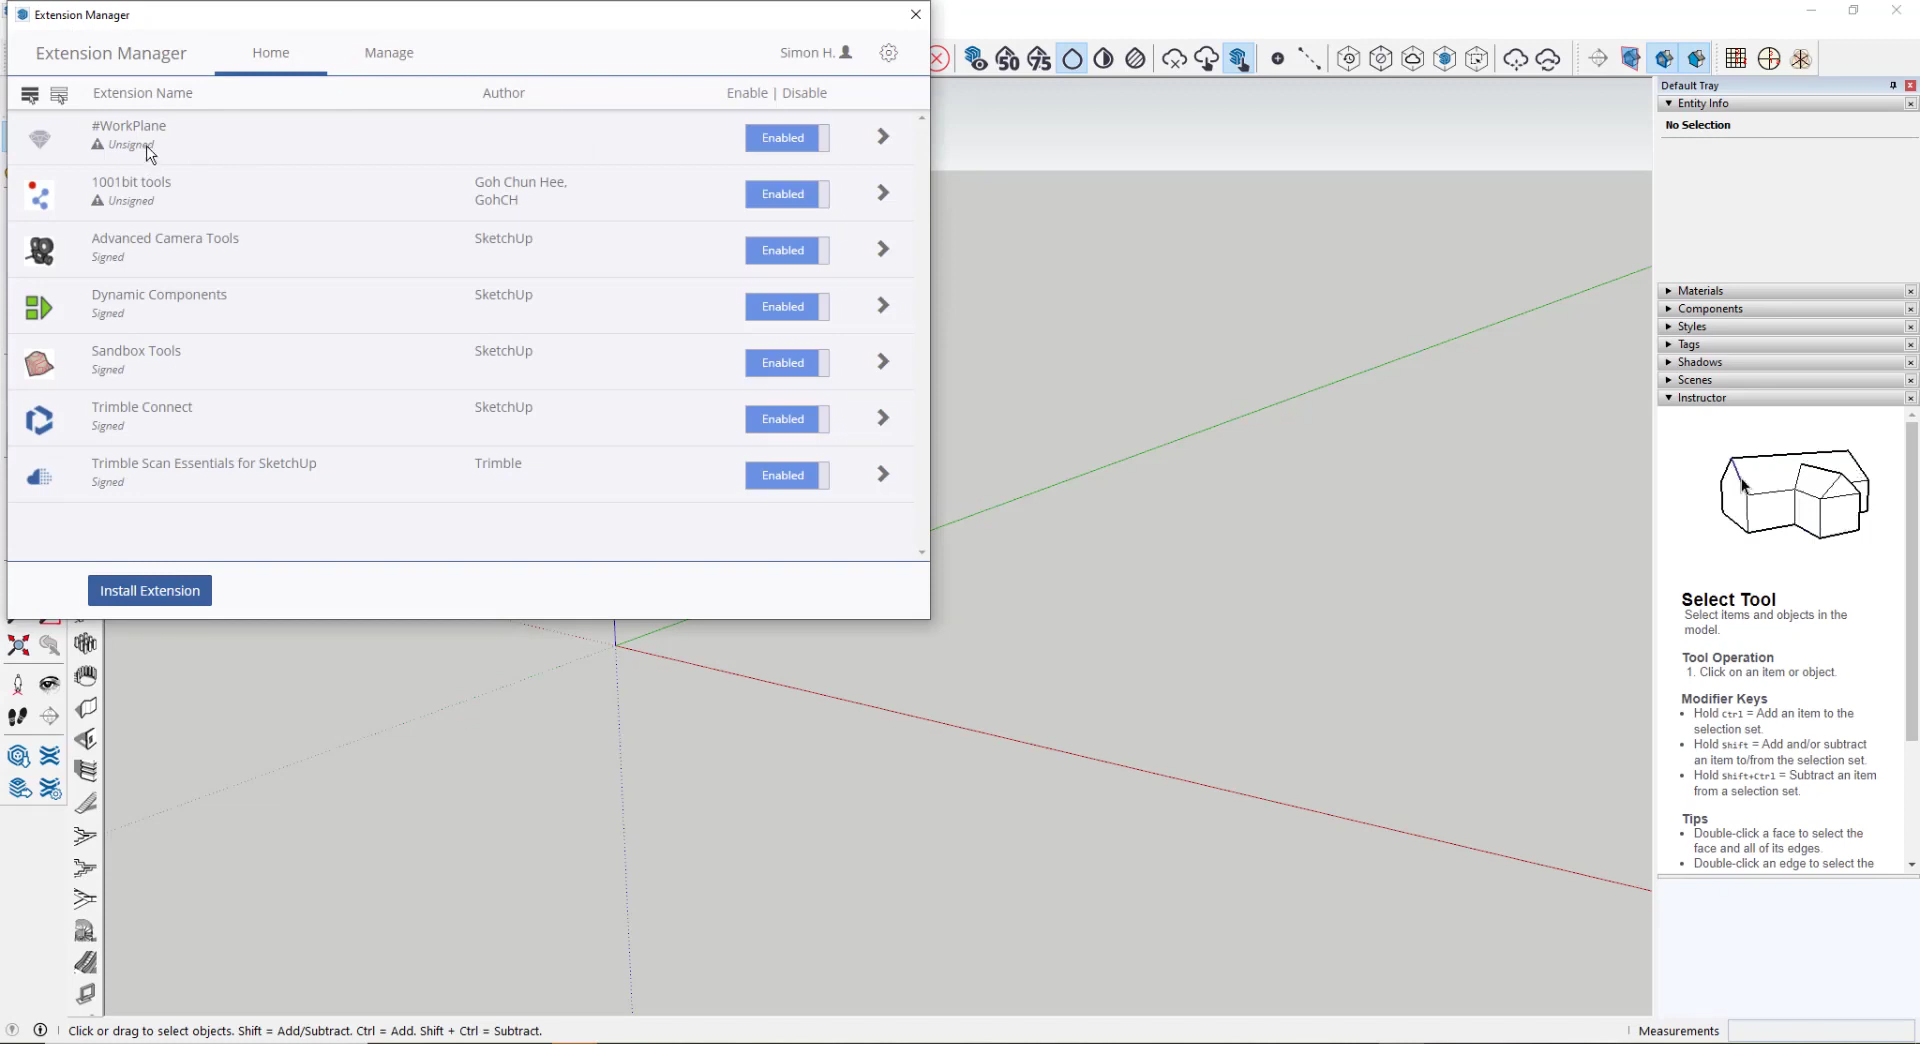 Extension Manager
Extension Manager
Home
Manage
Simon H.
Extension Name
Author
Enable | Disable
#WorkPlane
Unsigned
Enabled
1001bit tools
Unsigned
Goh Chun Hee,
GohCH
Enabled
Advanced Camera Tools
Signed
SketchUp
Enabled
Dynamic Components
Signed
SketchUp
Enabled
Sandbox Tools
Signed
SketchUp
Enabled
Trimble Connect
Signed
SketchUp
Enabled
Trimble Scan Essentials for SketchUp
Signed
Trimble
Enabled
Install Extension
50
75
Default Tray
Entity Info
No Selection
Materials
Components
Styles
Tags
Shadows
Scenes
Instructor
Select Tool
Select items and objects in the
model.
Tool Operation
1. Click on an item or object.
Modifier Keys
• Hold Ctrl = Add an item to the
selection set.
• Hold Shift = Add and/or subtract
an item to/from the selection set.
• Hold Shift+Ctrl = Subtract an item
from a selection set.
Tips
• Double-click a face to select the
face and all of its edges.
• Double-click an edge to select the
Click or drag to select objects. Shift = Add/Subtract. Ctrl = Add. Shift + Ctrl = Subtract.
Measurements